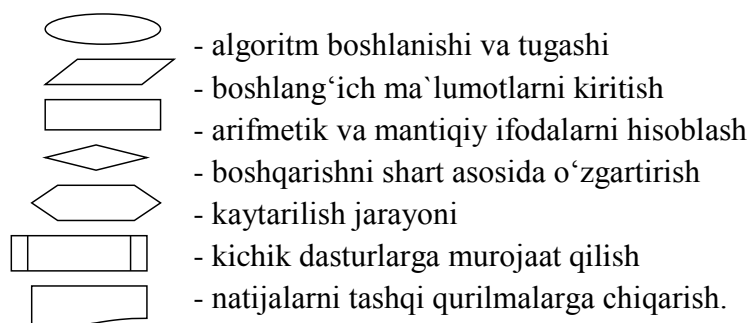 - algoritm boshlanishi va tugashi
- boshlang‘ich ma`lumotlarni kiritish
- arifmetik va mantiqiy ifodalarni hisoblash
- boshqarishni shart asosida o‘zgartirish
- kaytarilish jarayoni
- kichik dasturlarga murojaat qilish
- natijalarni tashqi qurilmalarga chiqarish.